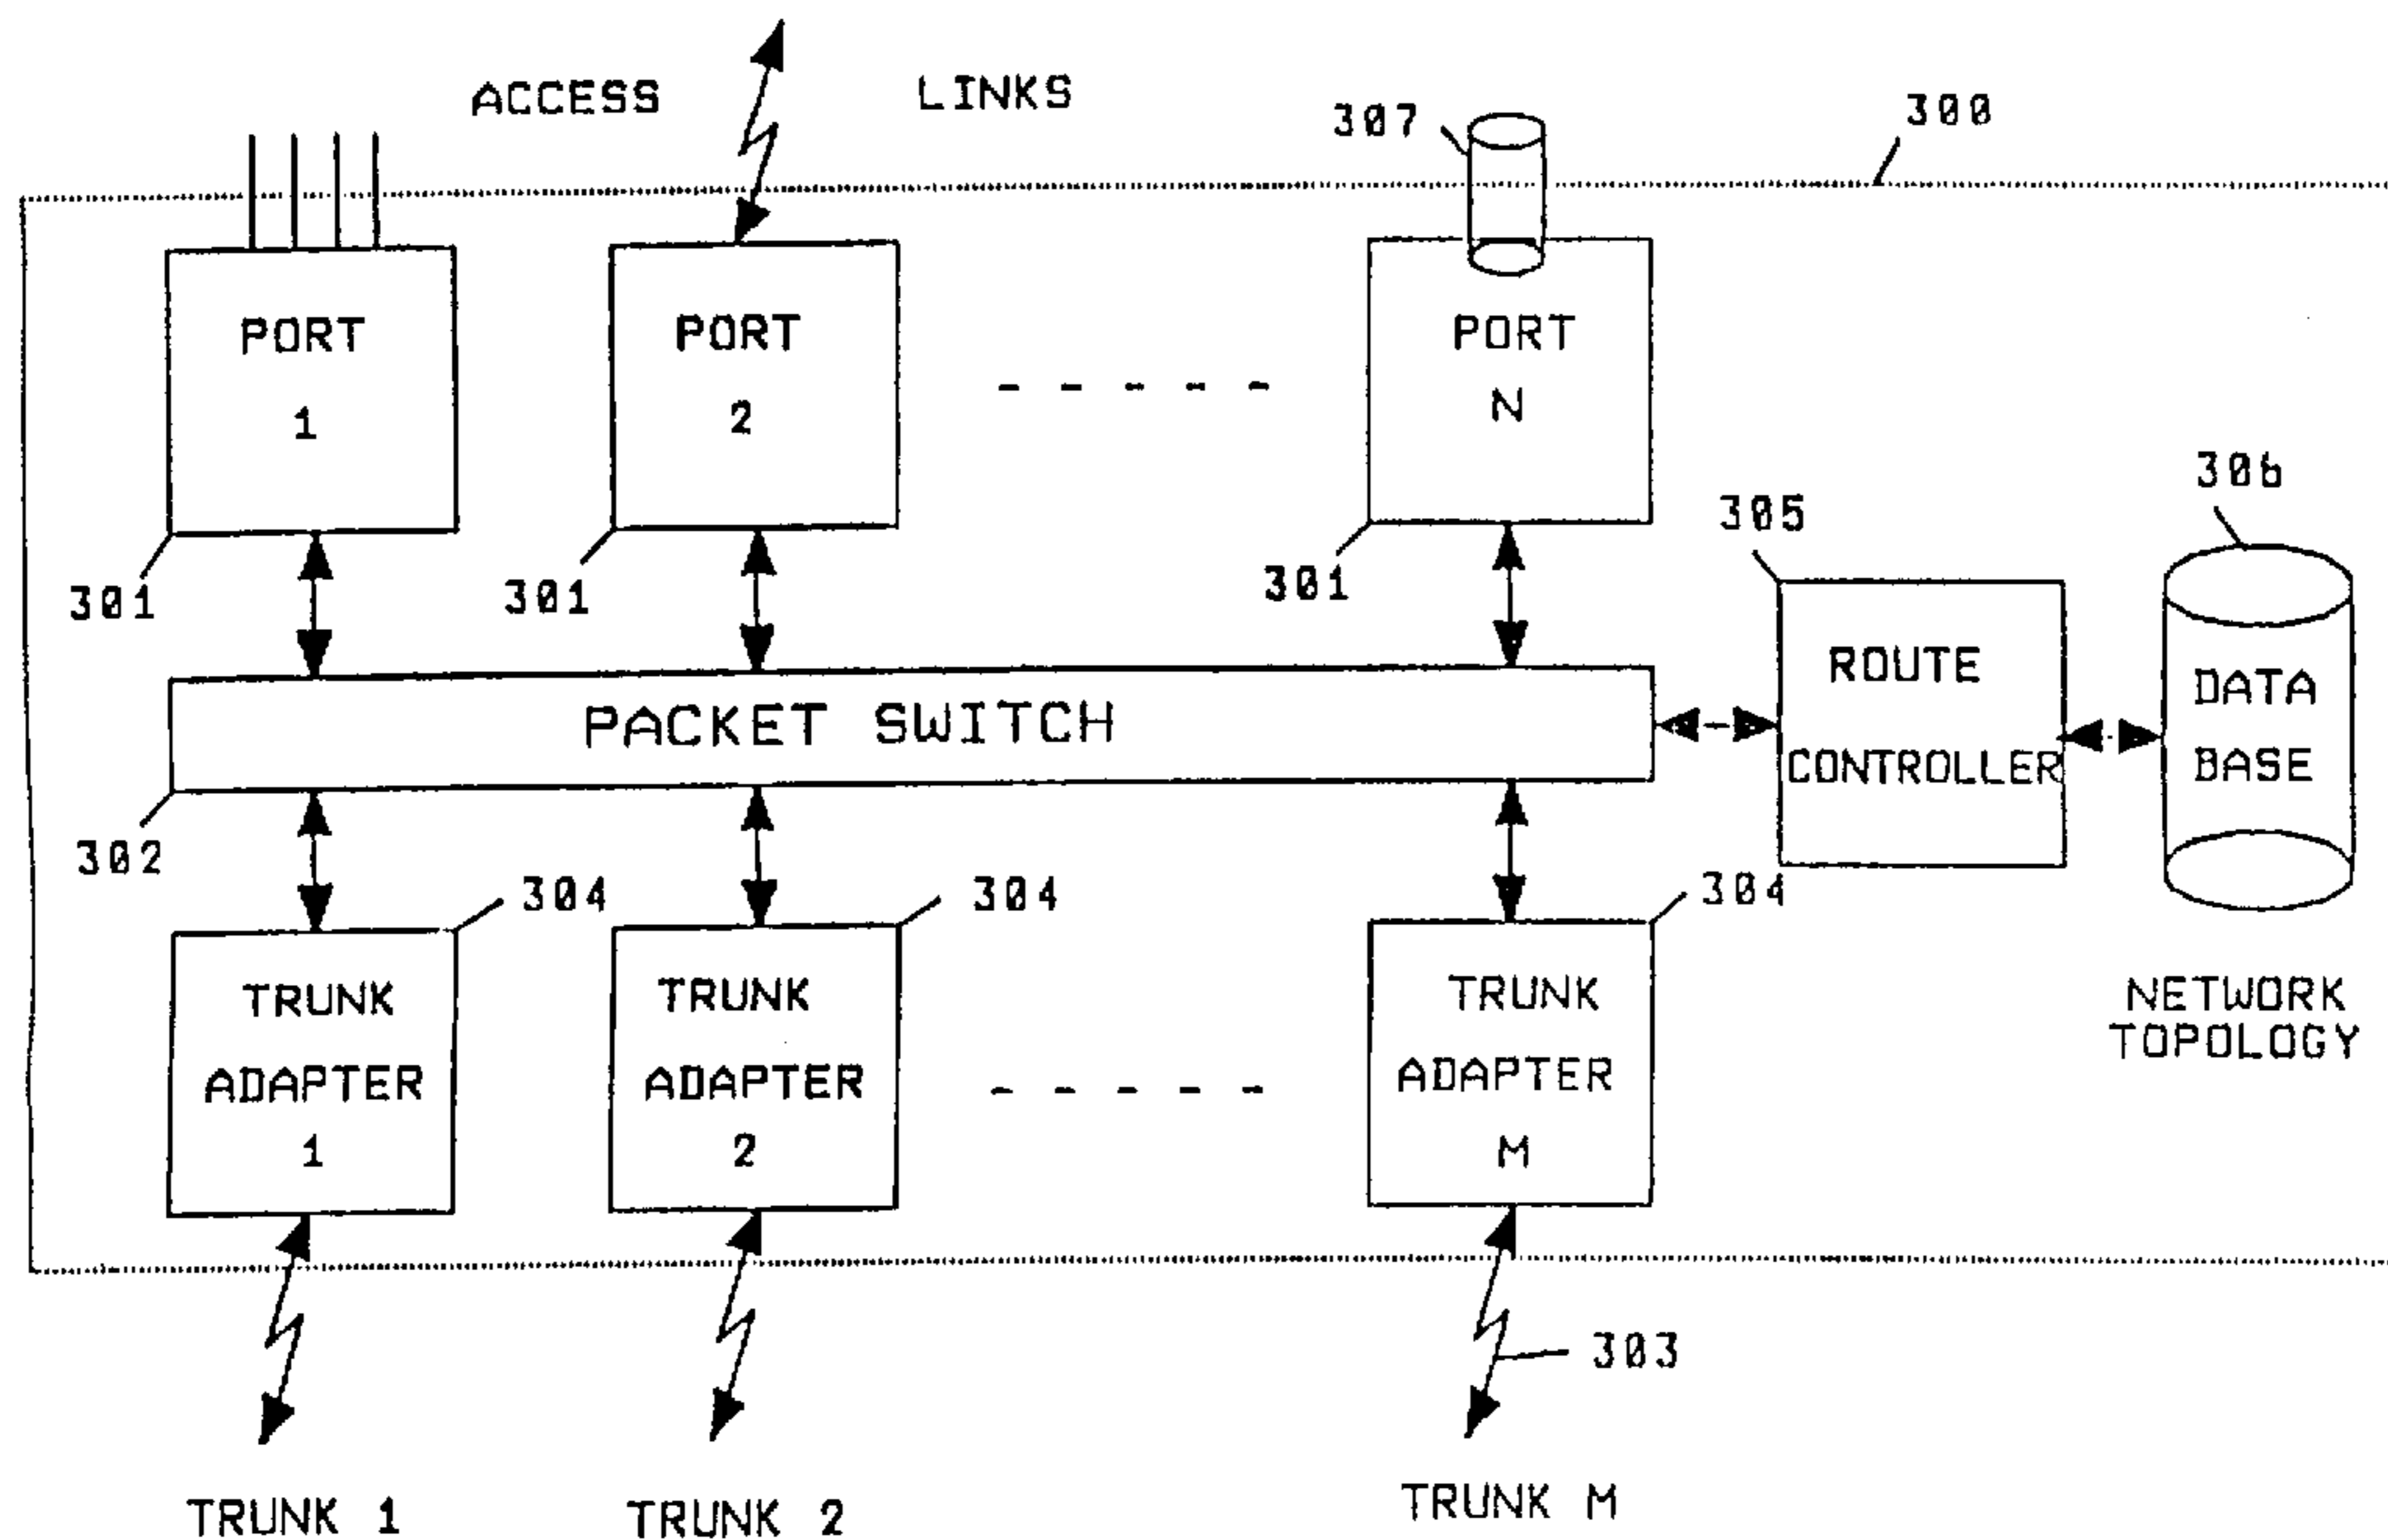 ACCESS LINKS
307
300
PORT
1
PORT
2
PORT
N
301
301
301
305
306
PACKET SWITCH
ROUTE
CONTROLLER
DATA
BASE
302
304
304
304
TRUNK
ADAPTER
1
TRUNK
ADAPTER
2
TRUNK
ADAPTER
M
NETWORK
TOPOLOGY
303
TRUNK 1
TRUNK 2
TRUNK M